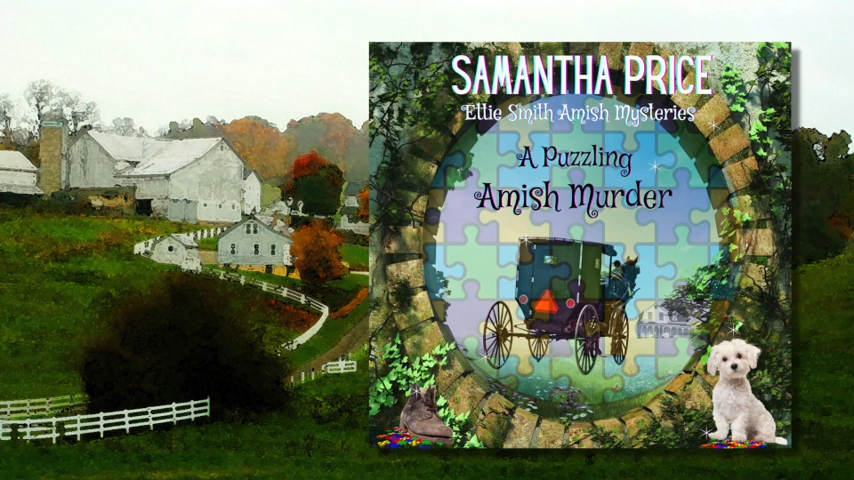 SAMANTHA PRICE
Ettie Smith Amish Mysteries
A Puzzling
Amish Murder